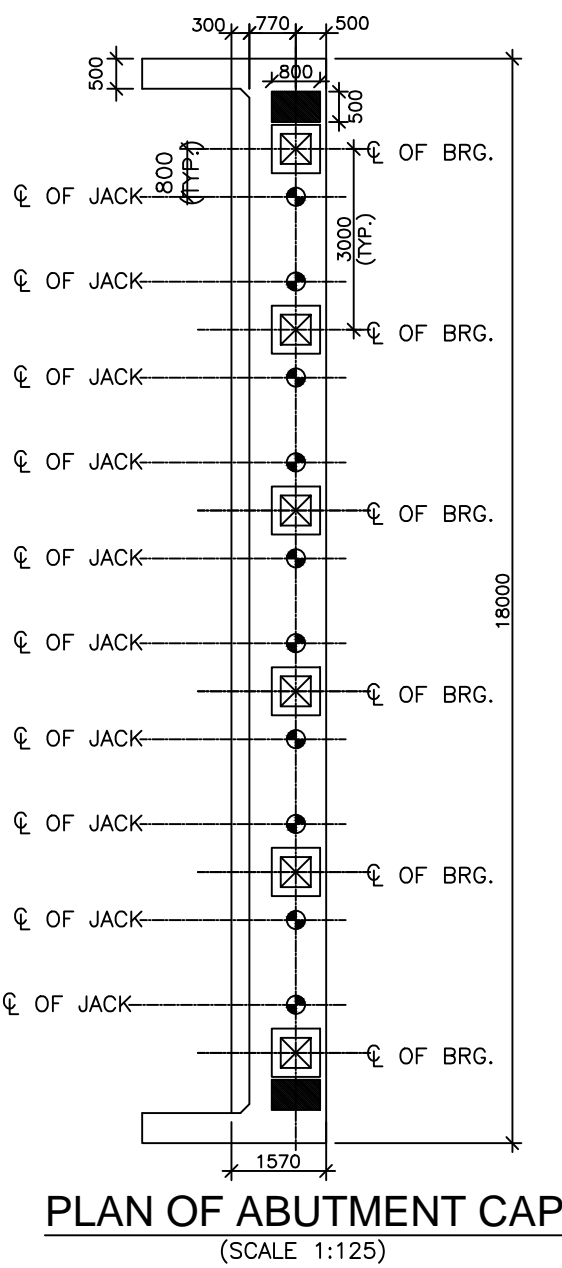 300 770 500
500
800
500
℄ OF BRG.
800
(TYP.)
℄ OF JACK
3000
(TYP.)
℄ OF JACK
℄ OF BRG.
℄ OF JACK
℄ OF JACK
℄ OF BRG.
℄ OF JACK
18000
℄ OF JACK
℄ OF BRG.
℄ OF JACK
℄ OF JACK
℄ OF BRG.
℄ OF JACK
℄ OF JACK
℄ OF BRG.
1570
PLAN OF ABUTMENT CAP
(SCALE 1:125)